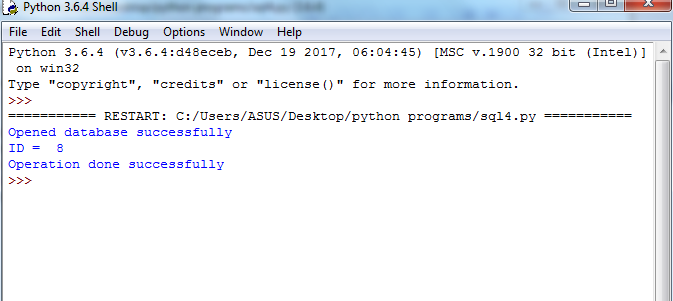 Python 3.6.4 Shell
File Edit Shell Debug Options Window Help
Python 3.6.4 (v3.6.4:d48eceb, Dec 19 2017, 06:04:45) [MSC v.1900 32 bit (Intel)]
 on win32
Type "copyright", "credits" or "license()" for more information.
>>>
=========== RESTART: C:/Users/ASUS/Desktop/python programs/sql4.py ===========
Opened database successfully
ID =  8
Operation done successfully
>>>